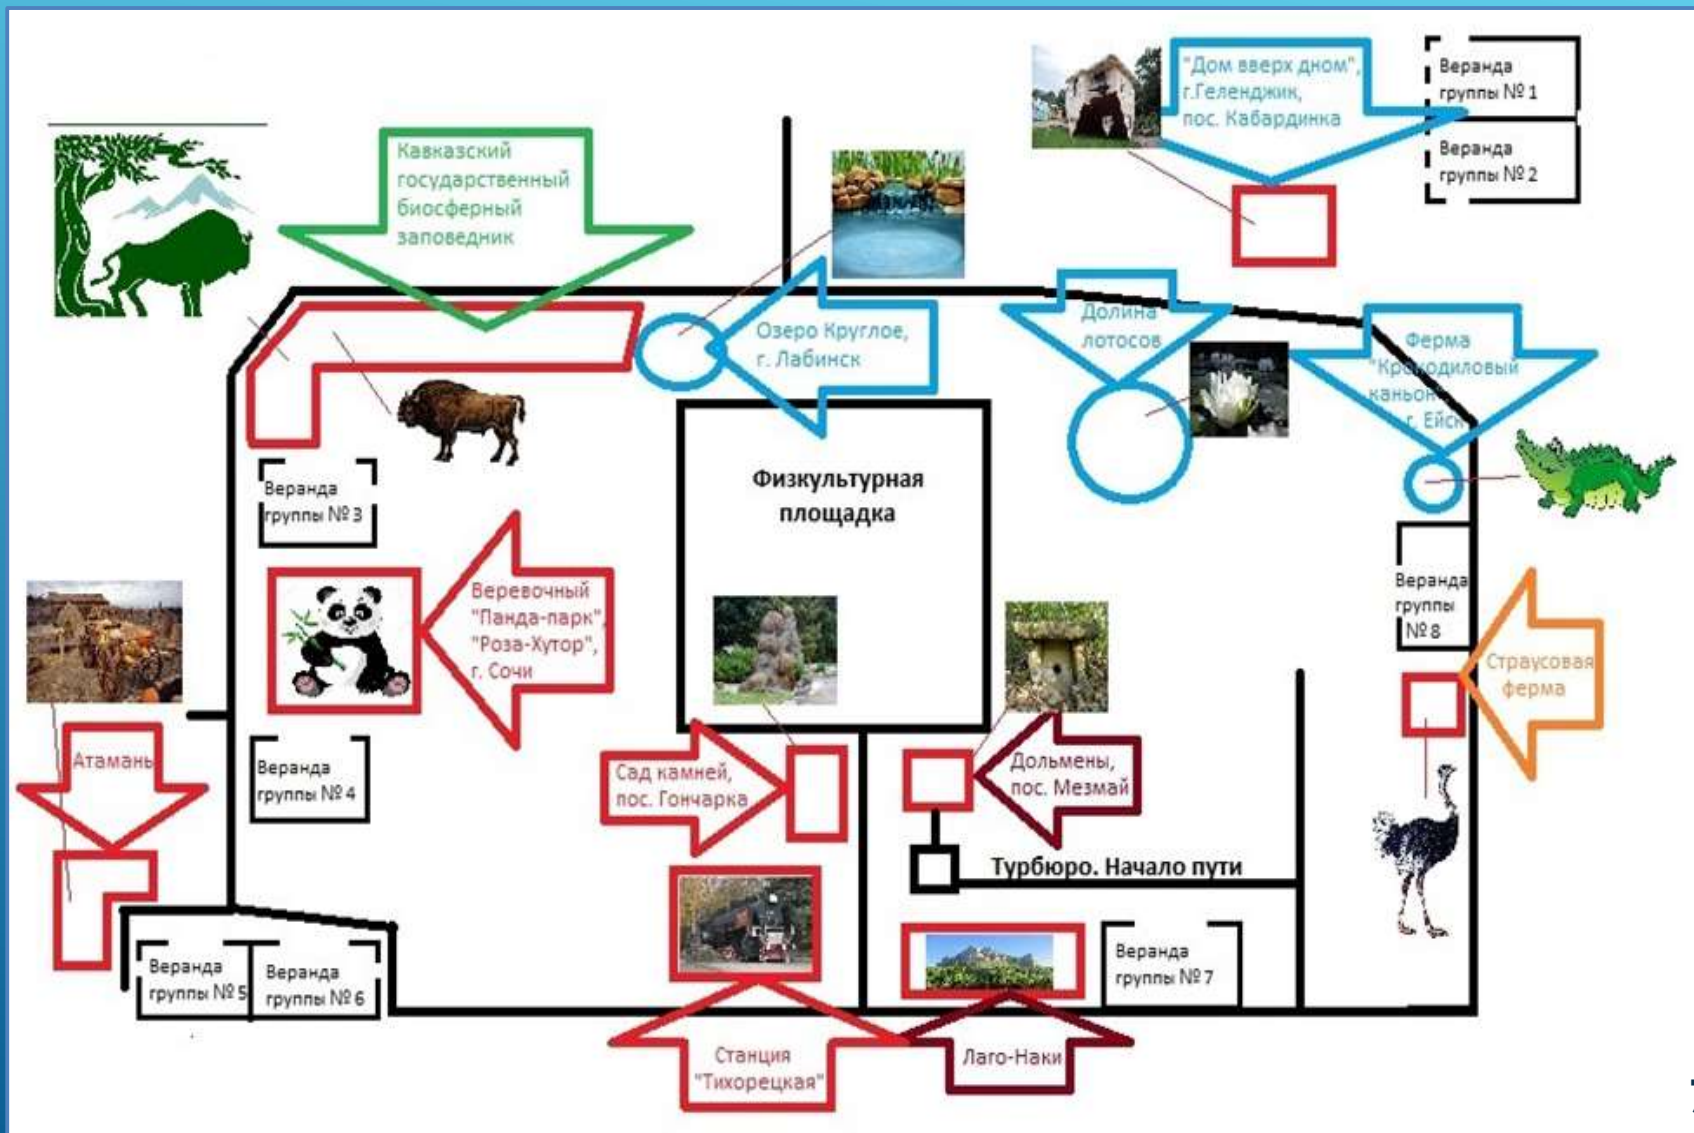 "Дом вверх дном",
г.Геленджик,
пос. Кабардинка
Веранда
группы № 1
Веранда
группы № 2
Кавказский
государственный
биосферный
заповедник
Озеро Круглое,
г. Лабинск
Долина
лотосов
Ферма
"Крокодиловый
каньон"
г. Ейск
Физкультурная
площадка
Веранда
группы № 3
Веревочный
"Панда-парк",
"Роза-Хутор",
г. Сочи
Веранда
группы
№ 8
Страусовая
ферма
Атамань
Веранда
группы № 4
Сад камней,
пос. Гончарка
Дольмены,
пос. Мезмай
Турбюро. Начало пути
Веранда
группы № 5
Веранда
группы № 6
Веранда
группы № 7
Станция
"Тихорецкая"
Лаго-Наки